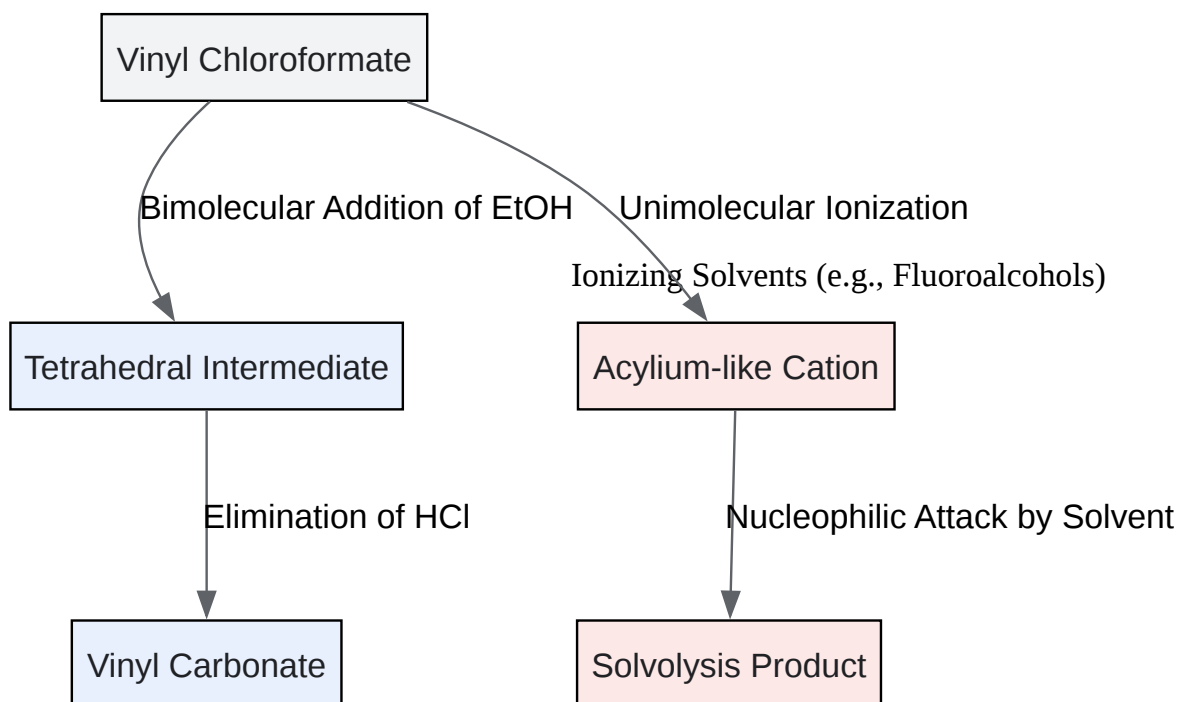 Vinyl Chloroformate
Bimolecular Addition of EtOH
Unimolecular Ionization
Ionizing Solvents (e.g., Fluoroalcohols)
Tetrahedral Intermediate
Acylium-like Cation
Elimination of HCl
Nucleophilic Attack by Solvent
Vinyl Carbonate
Solvolysis Product